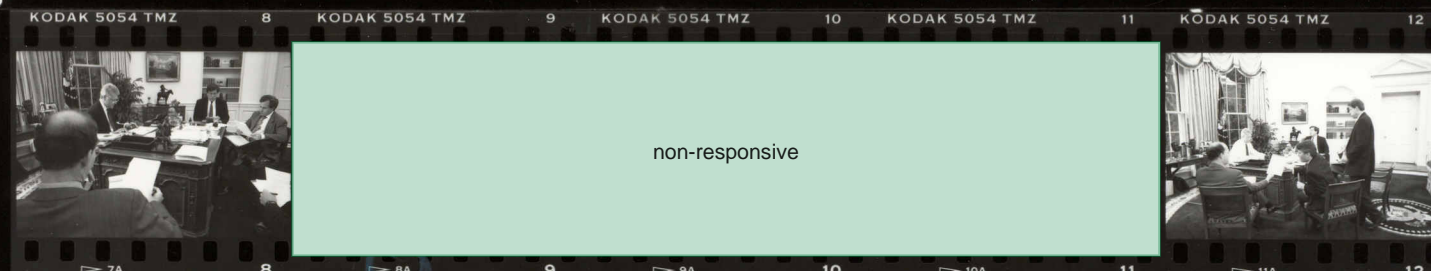 KODAK 5054 TMZ 8 KODAK 5054 TMZ 9 KODAK 5054 TMZ 10 KODAK 5054 TMZ 11 KODAK 5054 TMZ 12
non-responsive
7A 8 8A 9 9A 10 10A 11 11A 12